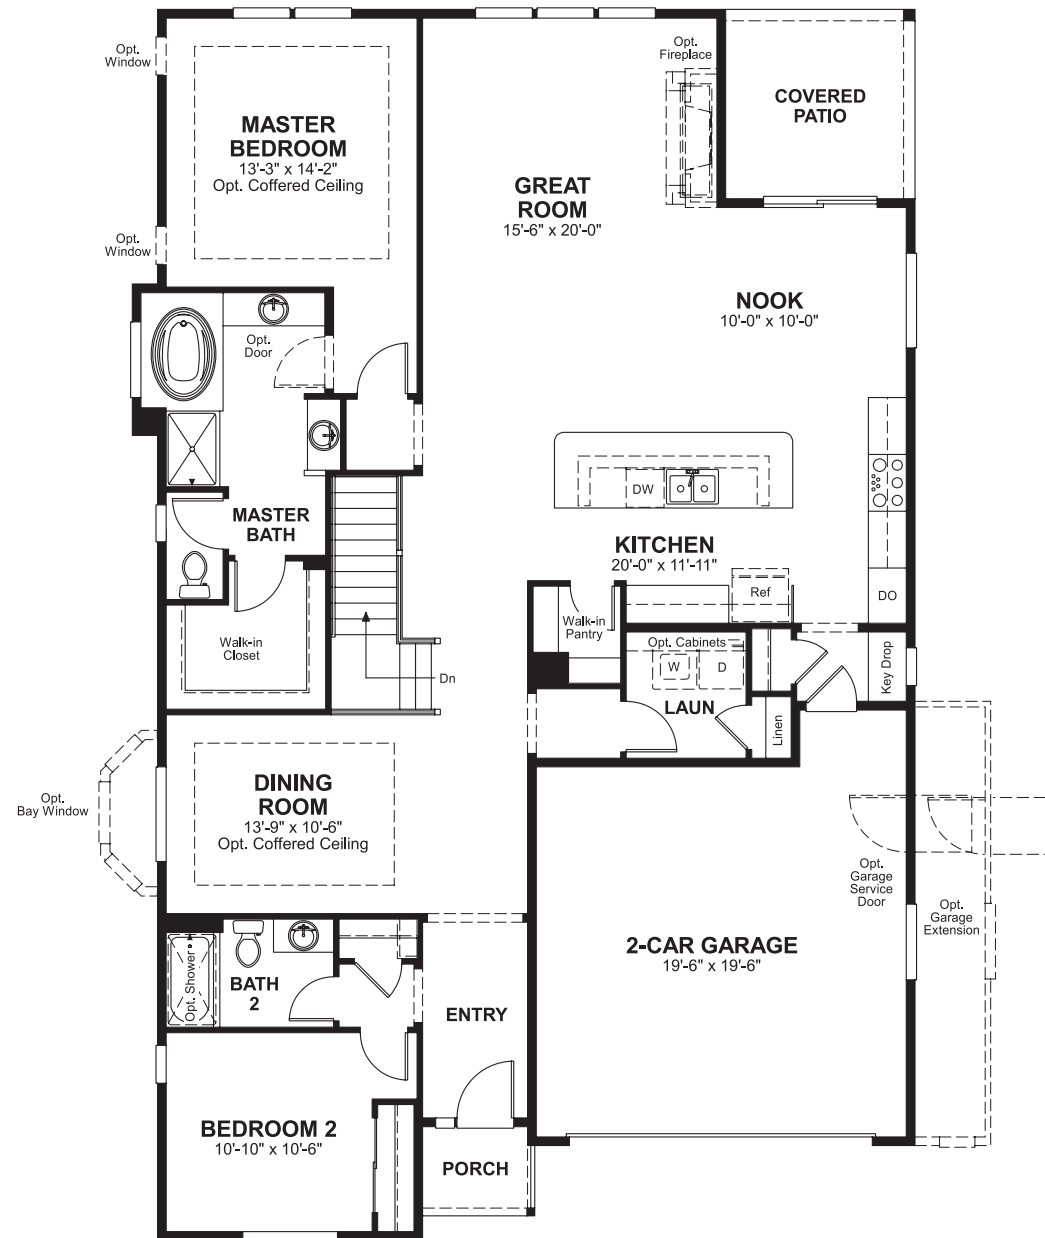 Opt.
Window
MASTER
BEDROOM
13'-3" x 14'-2"
Opt. Coffered Ceiling
Opt.
Window
Opt.
Fireplace
COVERED
PATIO
GREAT
ROOM
15'-6" x 20'-0"
NOOK
10'-0" x 10'-0"
Opt.
Door
MASTER
BATH
DW
KITCHEN
20'-0" x 11'-11"
Ref
DO
Walk-in
Pantry
Walk-in
Closet
Dn
Opt. Cabinets
W
D
LAUN
Linen
Key Drop
Opt.
Bay Window
DINING
ROOM
13'-9" x 10'-6"
Opt. Coffered Ceiling
Opt.
Garage
Service
Door
Opt.
Garage
Extension
2-CAR GARAGE
19'-6" x 19'-6"
Opt. Shower
BATH
2
ENTRY
BEDROOM 2
10'-10" x 10'-6"
PORCH